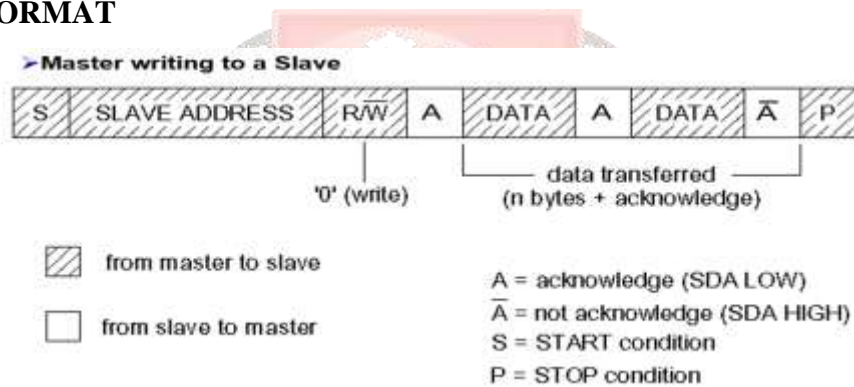 ORMAT
➢Master writing to a Slave
S SLAVE ADDRESS R/W̅ A DATA A DATA A̅ P
'0' (write)
data transferred
(n bytes + acknowledge)
from master to slave
from slave to master
A = acknowledge (SDA LOW)
A̅ = not acknowledge (SDA HIGH)
S = START condition
P = STOP condition